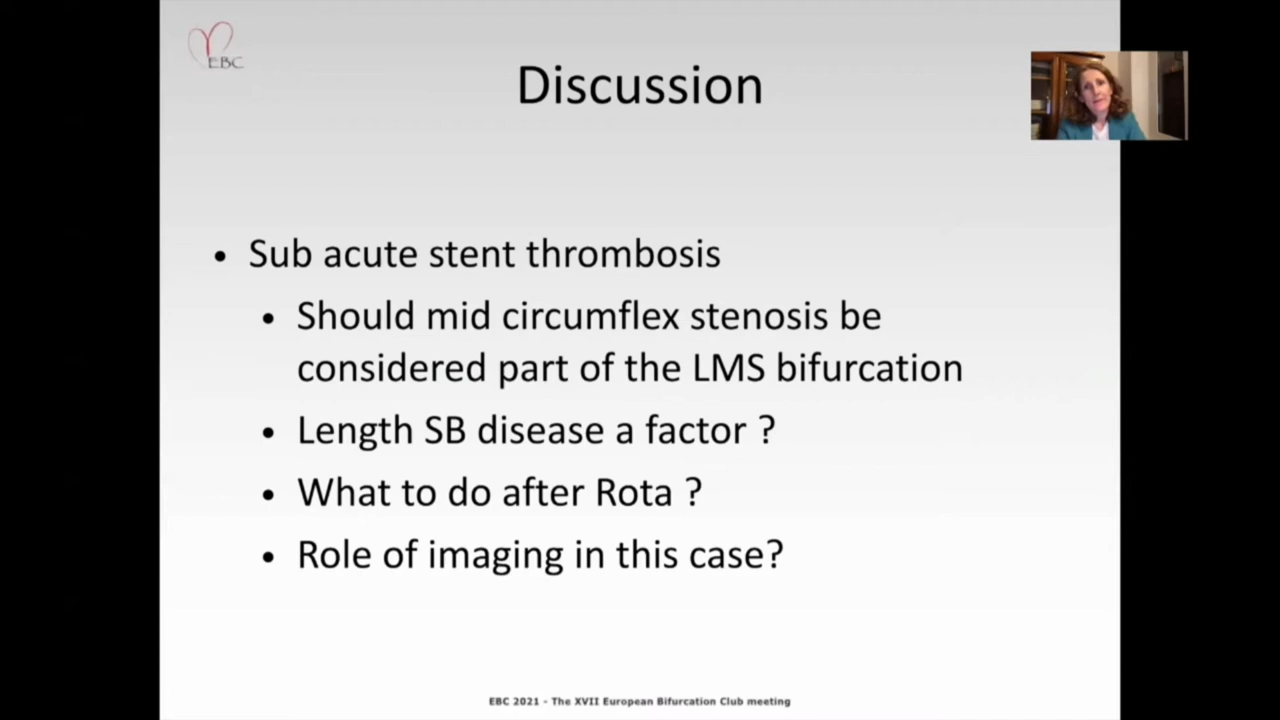 EBC
Discussion
• Sub acute stent thrombosis
• Should mid circumflex stenosis be
considered part of the LMS bifurcation
• Length SB disease a factor ?
• What to do after Rota ?
• Role of imaging in this case?
EBC 2021 - The XVII European Bifurcation Club meeting